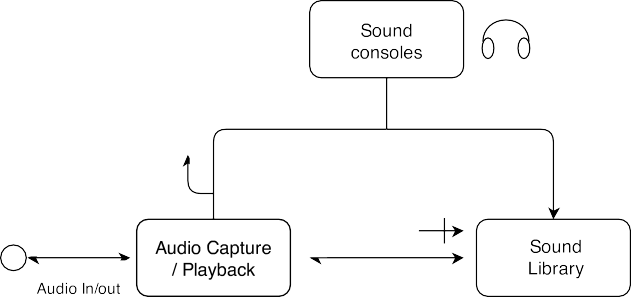 Sound
consoles
Audio Capture
/ Playback
Sound
Library
Audio In/out